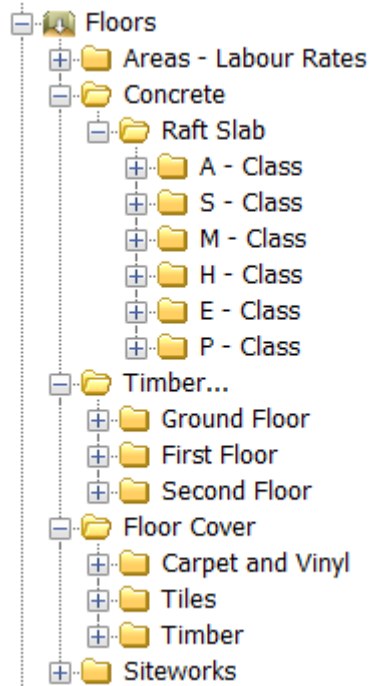 Floors
Areas - Labour Rates
Concrete
Raft Slab
A - Class
S - Class
M - Class
H - Class
E - Class
P - Class
Timber...
Ground Floor
First Floor
Second Floor
Floor Cover
Carpet and Vinyl
Tiles
Timber
Siteworks